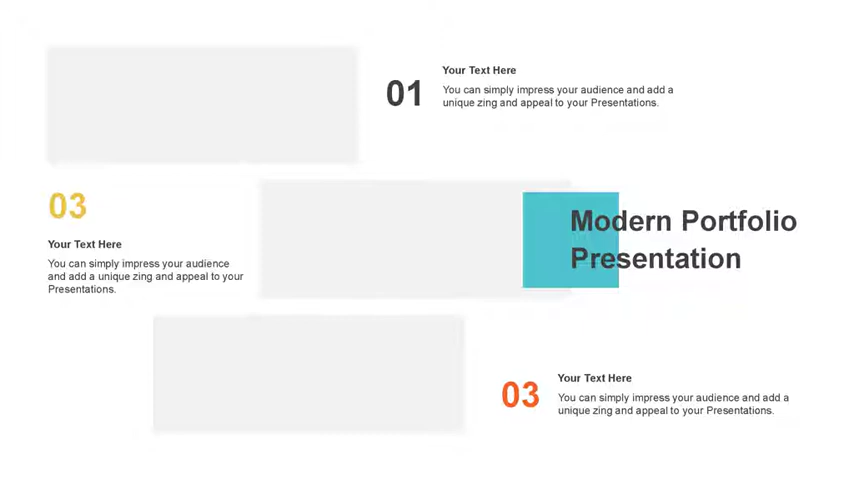 01
Your Text Here
You can simply impress your audience and add a
unique zing and appeal to your Presentations.
03
Your Text Here
You can simply impress your audience
and add a unique zing and appeal to your
Presentations.
Modern Portfolio
Presentation
03
Your Text Here
You can simply impress your audience and add a
unique zing and appeal to your Presentations.